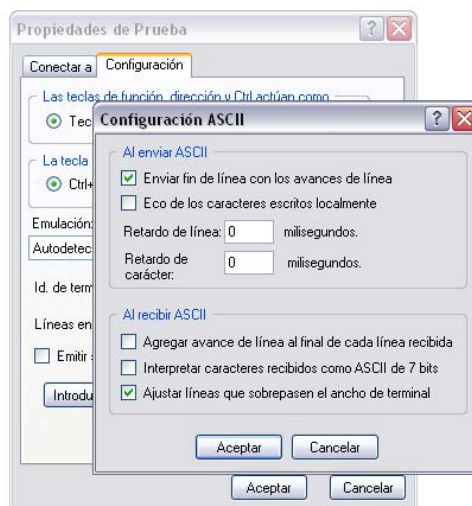 Propiedades de Prueba
Conectar a Configuración
Las teclas de función, dirección y Ctrl actúan como
Tec
La tecla
Ctrl+
Emulación:
Autodetec
Id. de term
Líneas en
Emitir
Introdu
Configuración ASCII
Al enviar ASCII
Enviar fin de línea con los avances de línea
Eco de los caracteres escritos localmente
Retardo de línea: 0 milisegundos.
Retardo de
carácter: 0 milisegundos.
Al recibir ASCII
Agregar avance de línea al final de cada línea recibida
Interpretar caracteres recibidos como ASCII de 7 bits
Ajustar líneas que sobrepasen el ancho de terminal
Aceptar Cancelar
Aceptar Cancelar